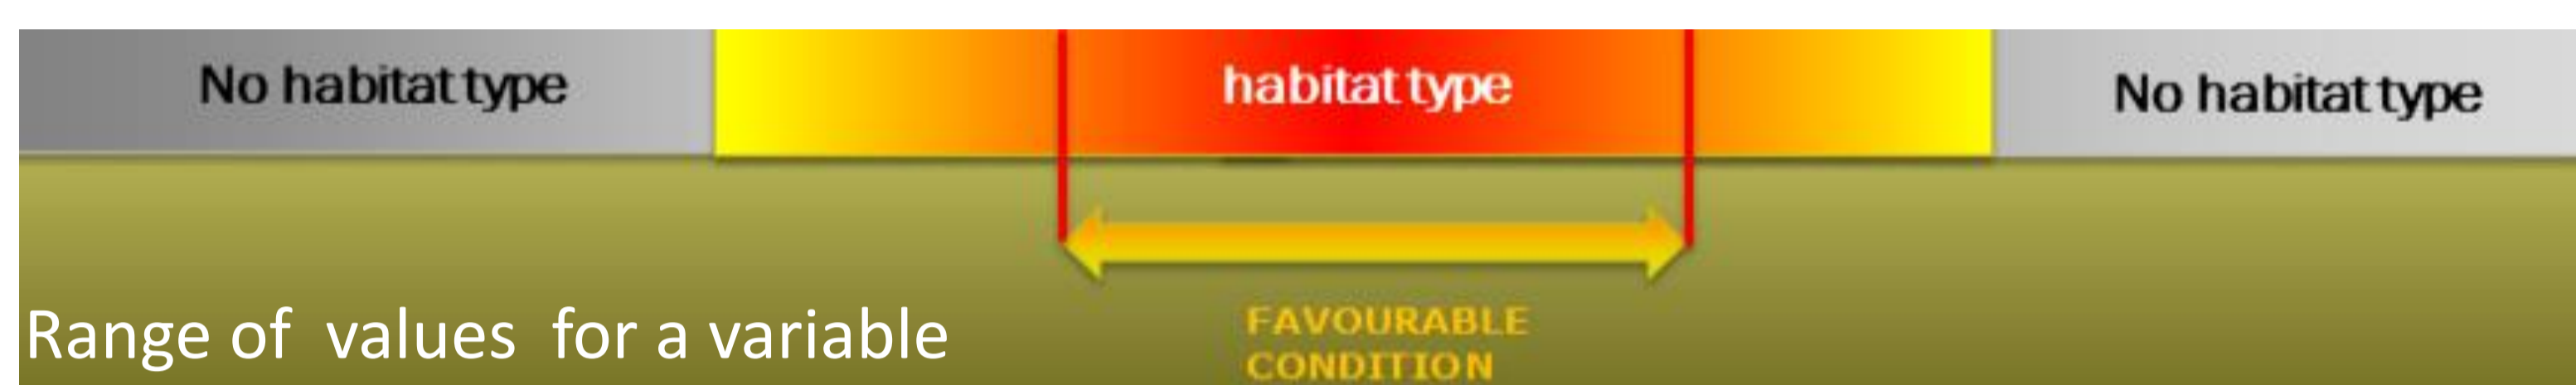 No habitat type
habitat type
No habitat type
Range of values for a variable
FAVOURABLE
CONDITION